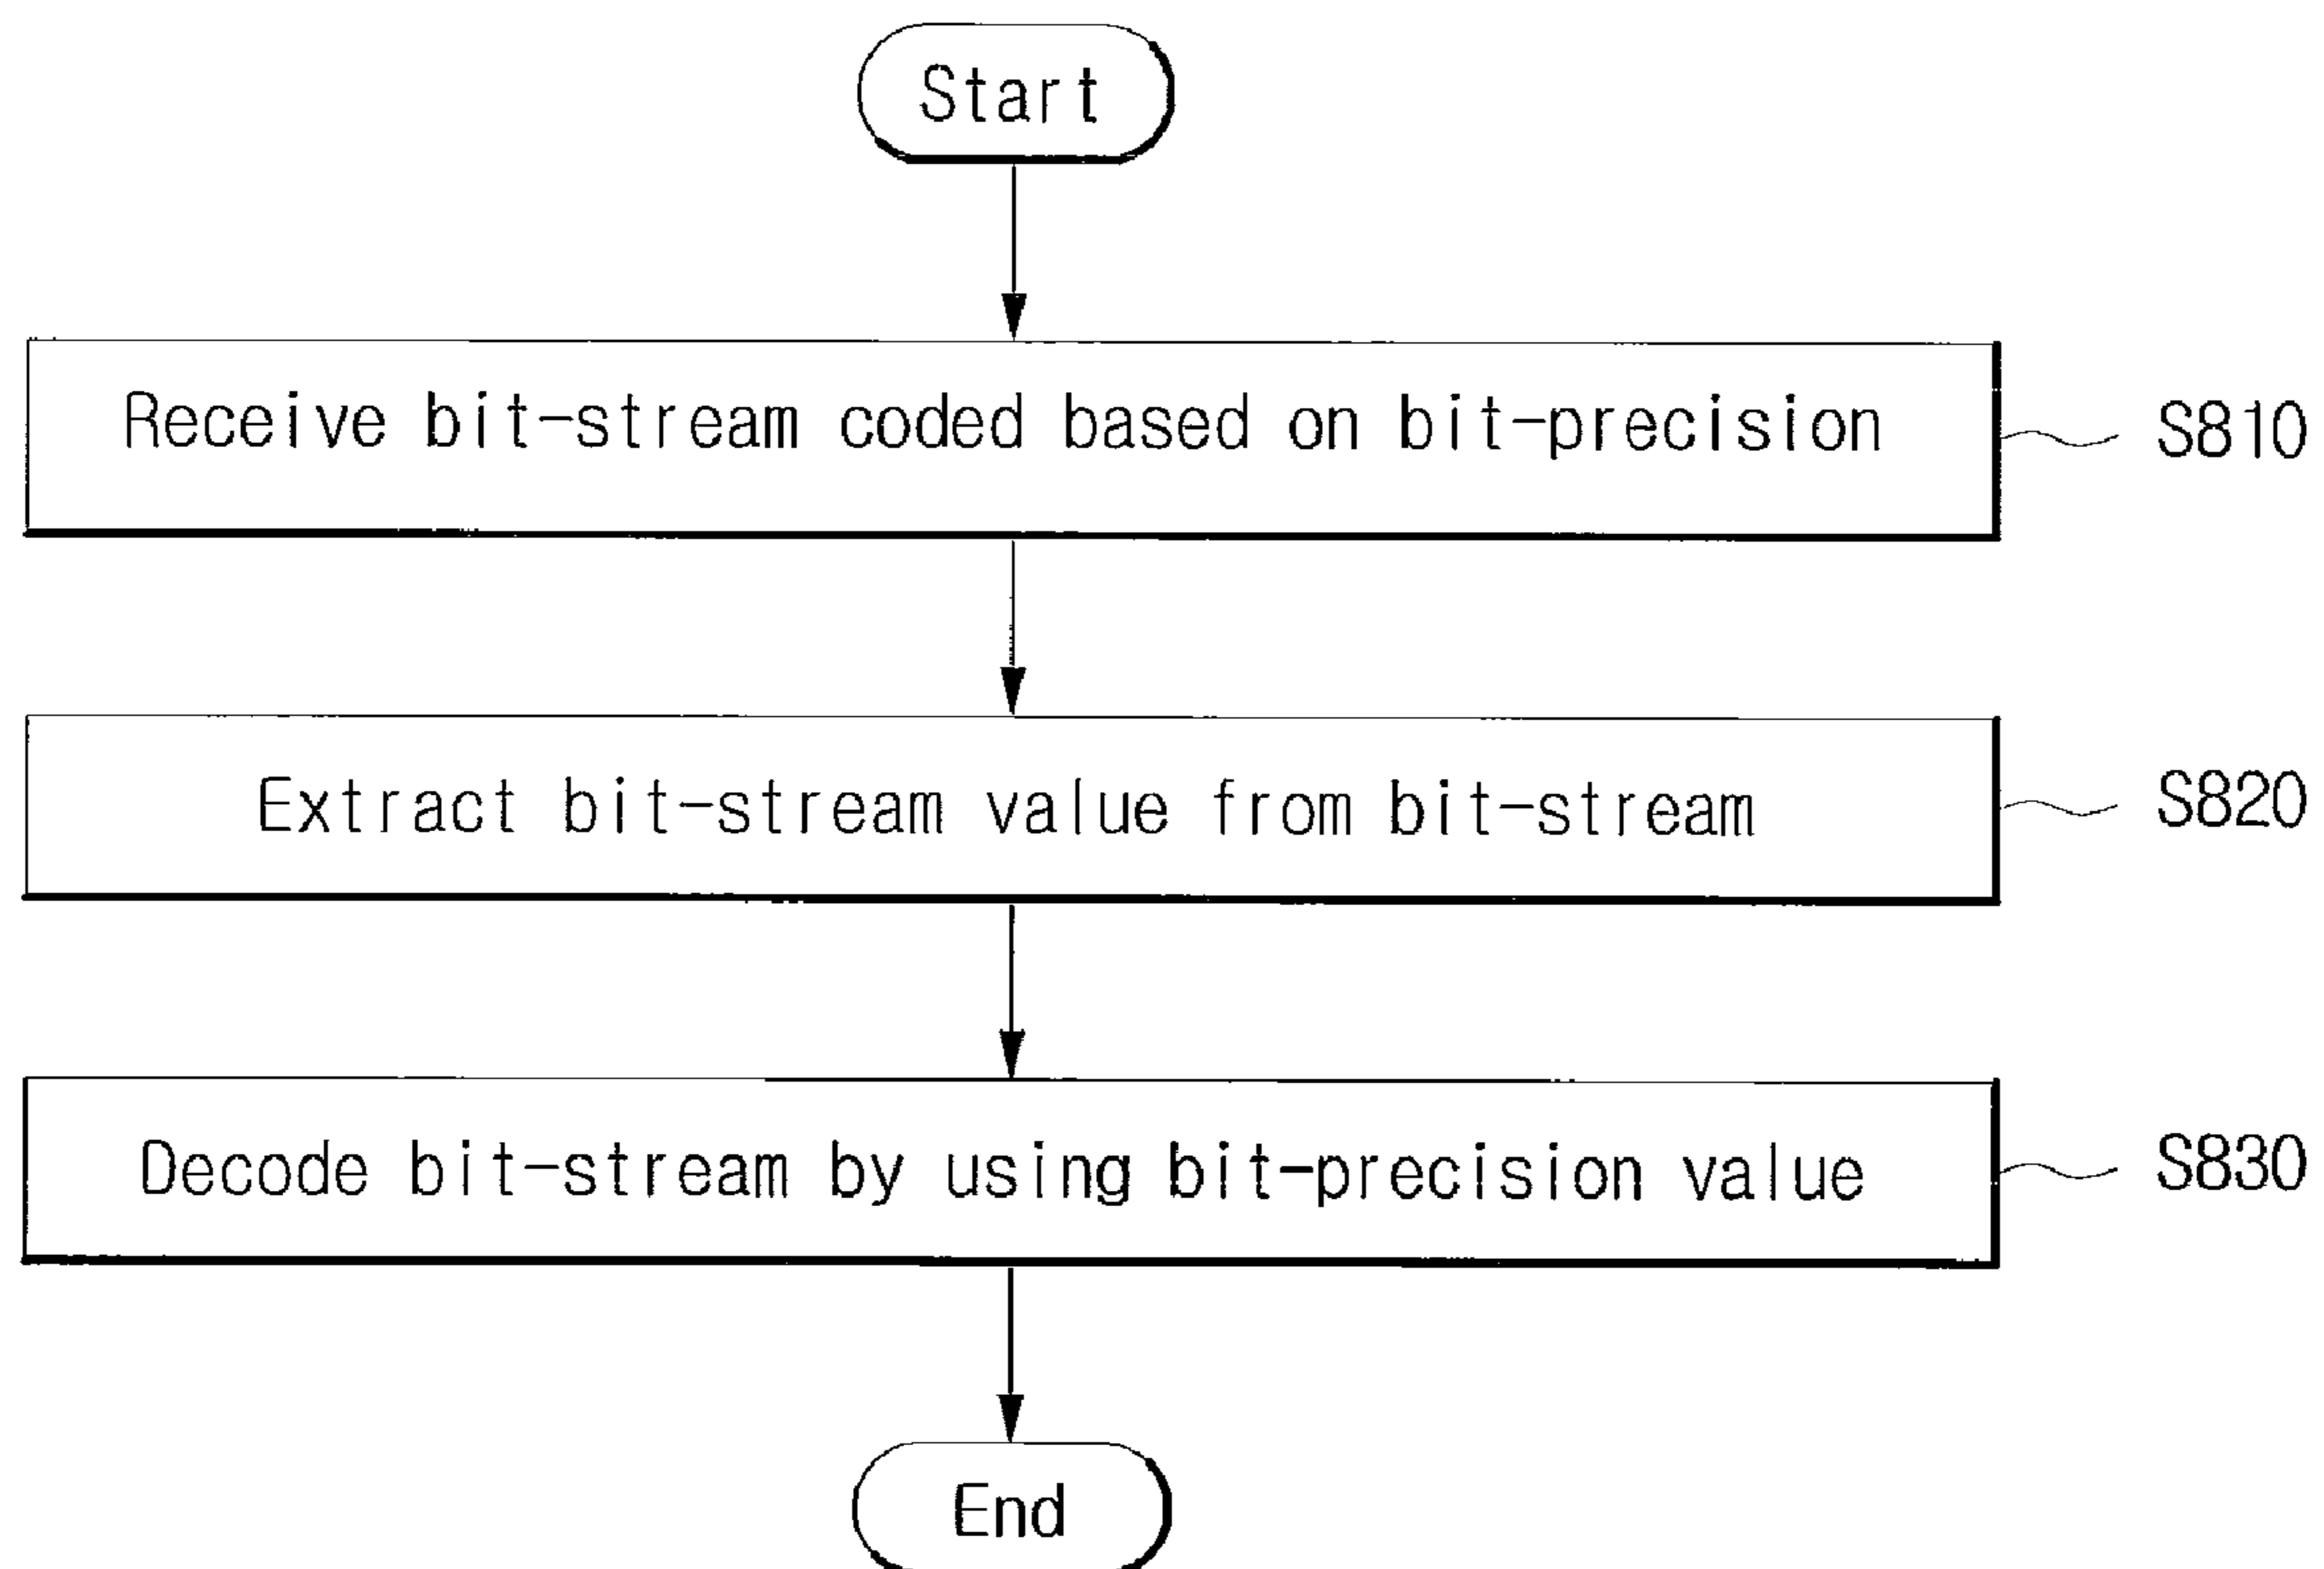 Start
Receive bit-stream coded based on bit-precision
S810
Extract bit-stream value from bit-stream
S820
Decode bit-stream by using bit-precision value
S830
End